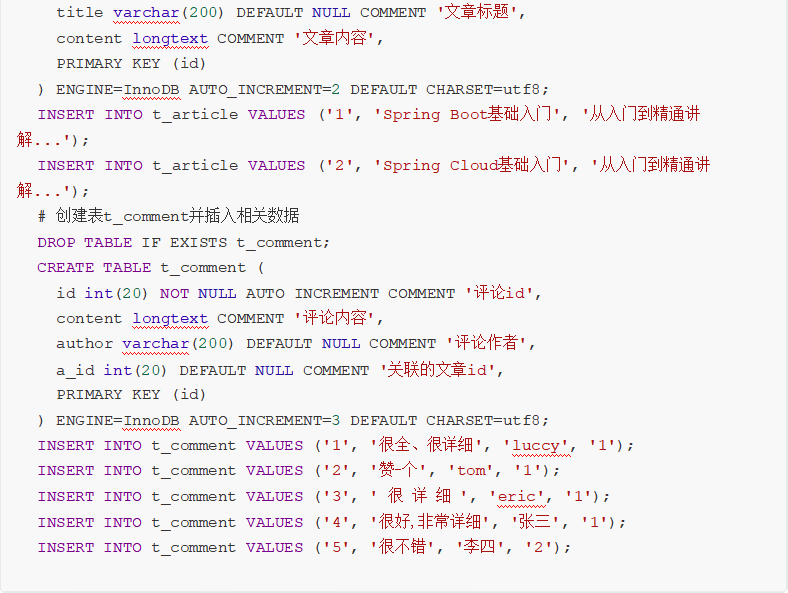 title varchar(200) DEFAULT NULL COMMENT '文章标题',
content longtext COMMENT '文章内容',
PRIMARY KEY (id)
) ENGINE=InnoDB AUTO_INCREMENT=2 DEFAULT CHARSET=utf8;
INSERT INTO t_article VALUES ('1', 'Spring Boot基础入门', '从入门到精通讲
解...');
INSERT INTO t_article VALUES ('2', 'Spring Cloud基础入门', '从入门到精通讲
解...');
# 创建表t_comment并插入相关数据
DROP TABLE IF EXISTS t_comment;
CREATE TABLE t_comment (
id int(20) NOT NULL AUTO INCREMENT COMMENT '评论id',
content longtext COMMENT '评论内容',
author varchar(200) DEFAULT NULL COMMENT '评论作者',
a_id int(20) DEFAULT NULL COMMENT '关联的文章id',
PRIMARY KEY (id)
) ENGINE=InnoDB AUTO_INCREMENT=3 DEFAULT CHARSET=utf8;
INSERT INTO t_comment VALUES ('1', '很全、很详细', 'luccy', '1');
INSERT INTO t_comment VALUES ('2', '赞一个', 'tom', '1');
INSERT INTO t_comment VALUES ('3', ' 很 详 细 ', 'eric', '1');
INSERT INTO t_comment VALUES ('4', '很好,非常详细', '张三', '1');
INSERT INTO t_comment VALUES ('5', '很不错', '李四', '2');